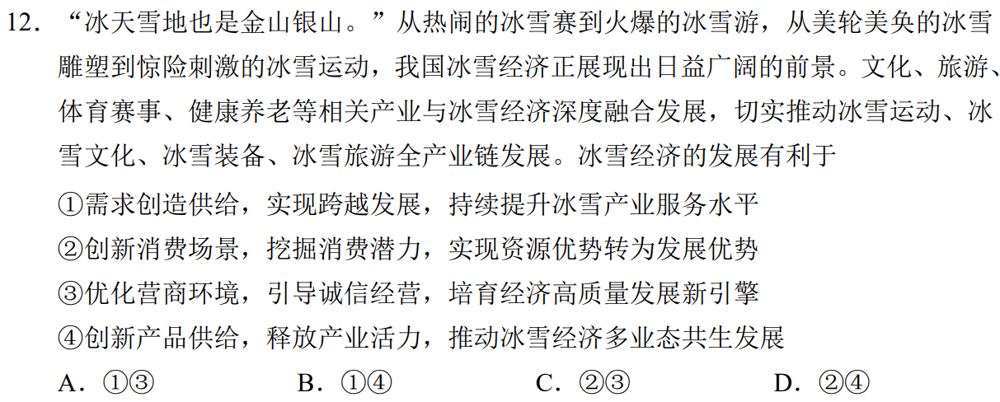 12．“冰天雪地也是金山银山。”从热闹的冰雪赛到火爆的冰雪游，从美轮美奂的冰雪
雕塑到惊险刺激的冰雪运动，我国冰雪经济正展现出日益广阔的前景。文化、旅游、
体育赛事、健康养老等相关产业与冰雪经济深度融合发展，切实推动冰雪运动、冰
雪文化、冰雪装备、冰雪旅游全产业链发展。冰雪经济的发展有利于
①需求创造供给，实现跨越发展，持续提升冰雪产业服务水平
②创新消费场景，挖掘消费潜力，实现资源优势转为发展优势
③优化营商环境，引导诚信经营，培育经济高质量发展新引擎
④创新产品供给，释放产业活力，推动冰雪经济多业态共生发展
A．①③ B．①④ C．②③ D．②④